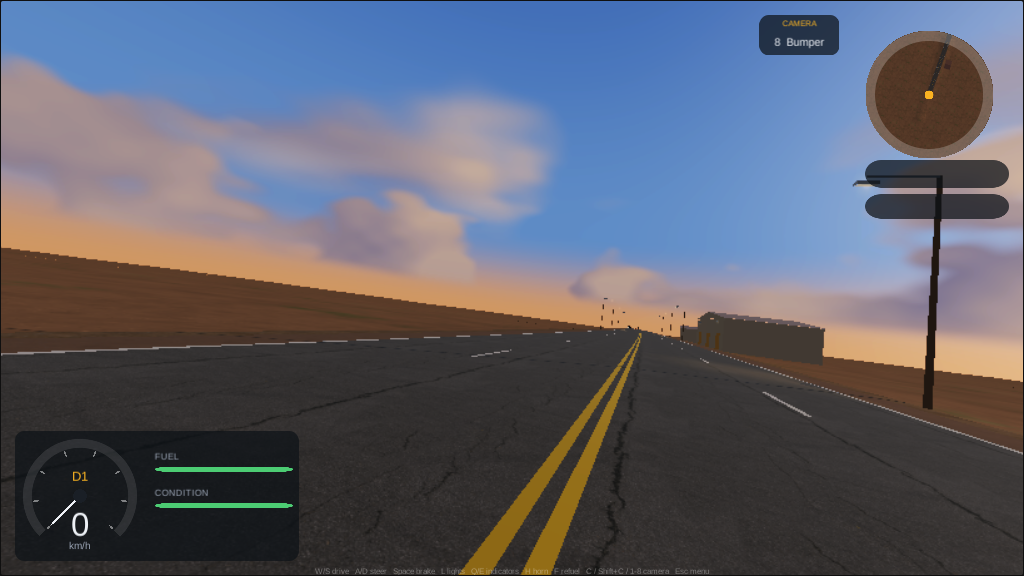 CAMERA
8 Bumper
FUEL
D1
CONDITION
0
km/h
W/S drive A/D steer Space brake L lights Q/E indicators H horn F refuel C / Shift+C / 1-8 camera Esc menu